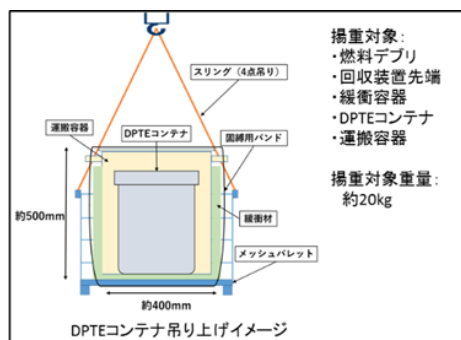 スリング(4点吊り)
運搬容器
DPTEコンテナ
固縛用バンド
約500mm
緩衝材
メッシュパレット
約400mm
DPTEコンテナ吊り上げイメージ
揚重対象:
・燃料デブリ
・回収装置先端
・緩衝容器
・DPTEコンテナ
・運搬容器
揚重対象重量:
約20kg